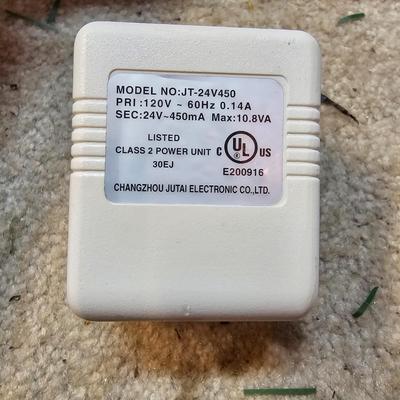 MODEL NO:JT-24V450
PRI:120V ~ 60Hz 0.14A
SEC:24V~450mA Max:10.8VA
LISTED
CLASS 2 POWER UNIT
30EJ
C UL US
E200916
CHANGZHOU JUTAI ELECTRONIC CO.,LTD.